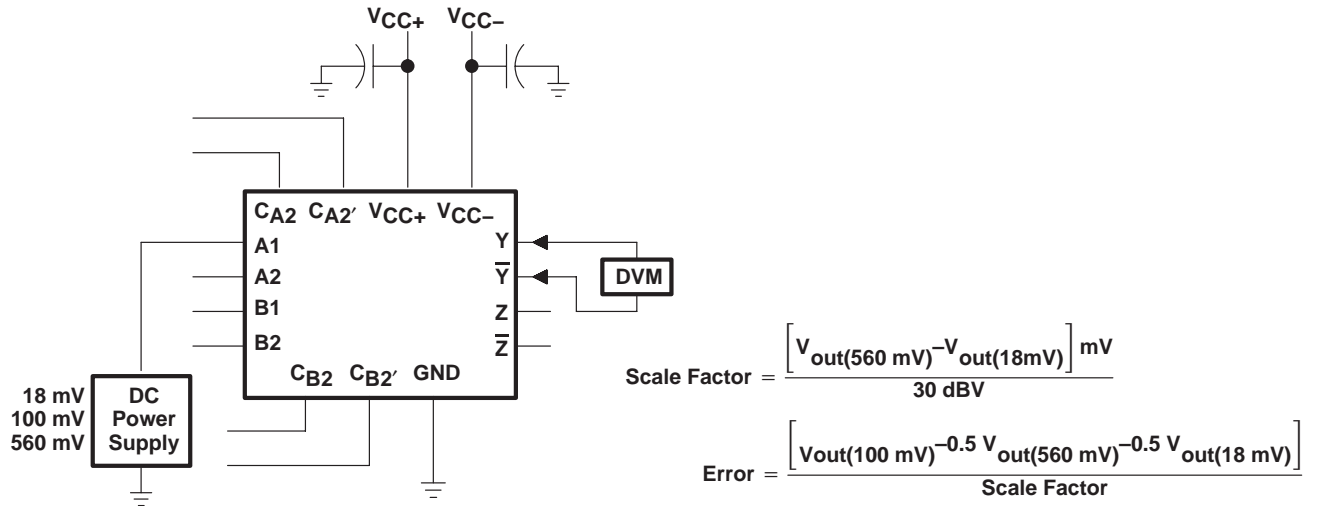 VCC+ VCC–
CA2 CA2′ VCC+ VCC–
A1
A2
B1
B2
Y
Y̅
Z
Z̅
CB2 CB2′ GND
DVM
18 mV
100 mV
560 mV
DC
Power
Supply
Scale Factor = [Vout(560 mV)–Vout(18mV)] mV
30 dBV
Error = [Vout(100 mV)–0.5 Vout(560 mV)–0.5 Vout(18 mV)]
Scale Factor